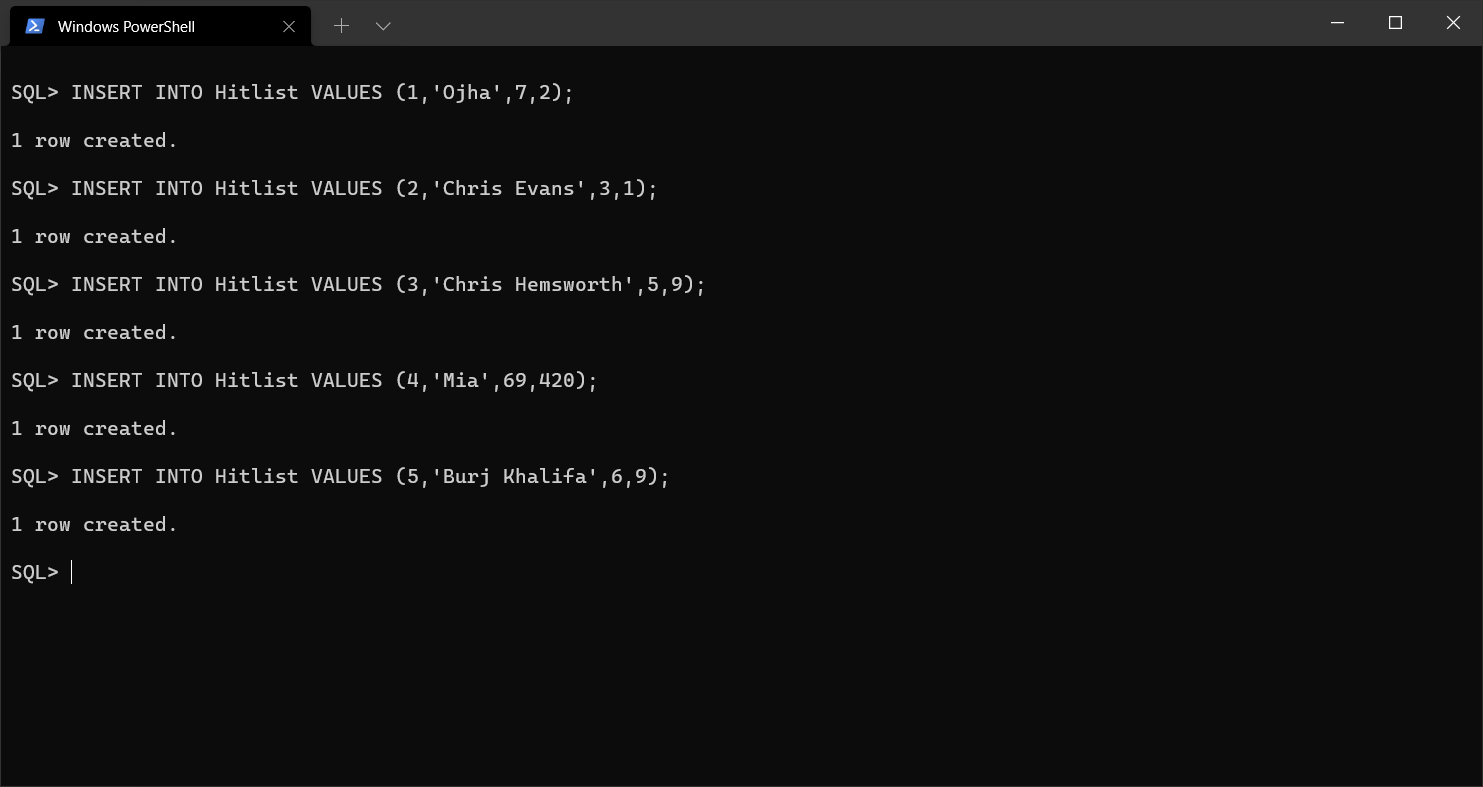 Windows PowerShell
SQL> INSERT INTO Hitlist VALUES (1,'Ojha',7,2);
1 row created.
SQL> INSERT INTO Hitlist VALUES (2,'Chris Evans',3,1);
1 row created.
SQL> INSERT INTO Hitlist VALUES (3,'Chris Hemsworth',5,9);
1 row created.
SQL> INSERT INTO Hitlist VALUES (4,'Mia',69,420);
1 row created.
SQL> INSERT INTO Hitlist VALUES (5,'Burj Khalifa',6,9);
1 row created.
SQL>